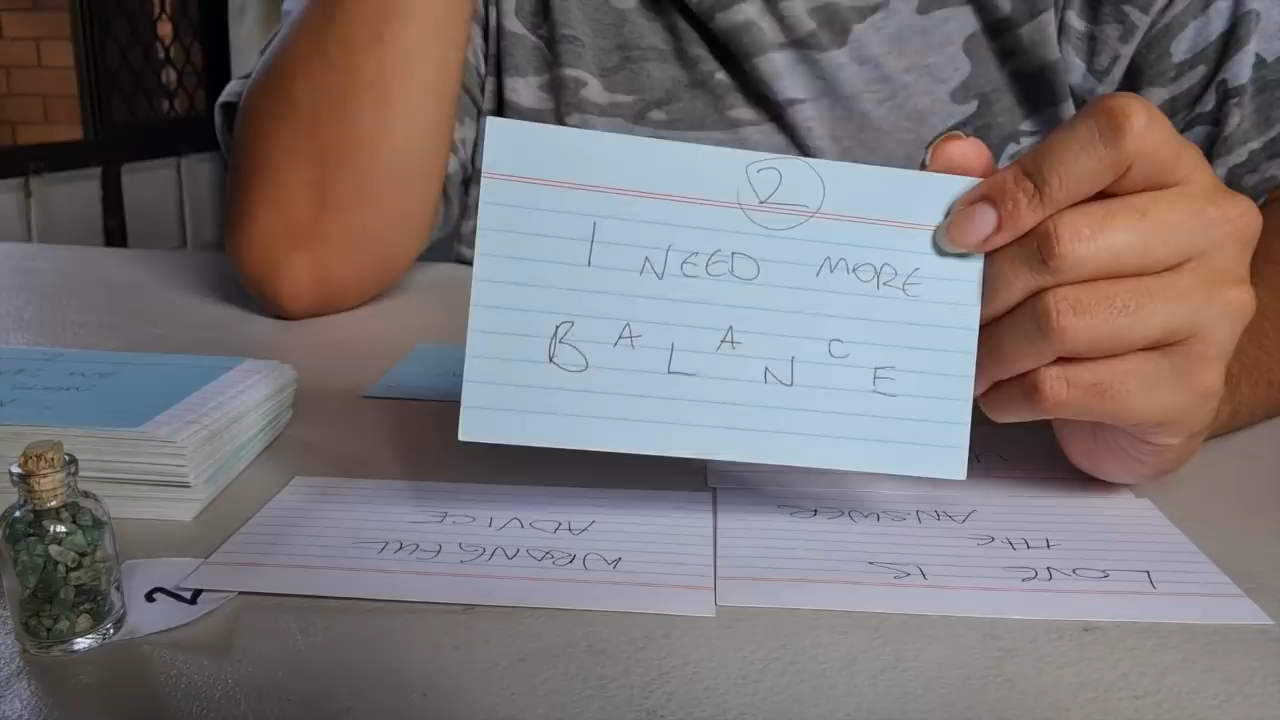 2
I NEED MORE
BALANCE
WRONGFUL
ADVICE
LOVE IS
THE
ANSWER
2